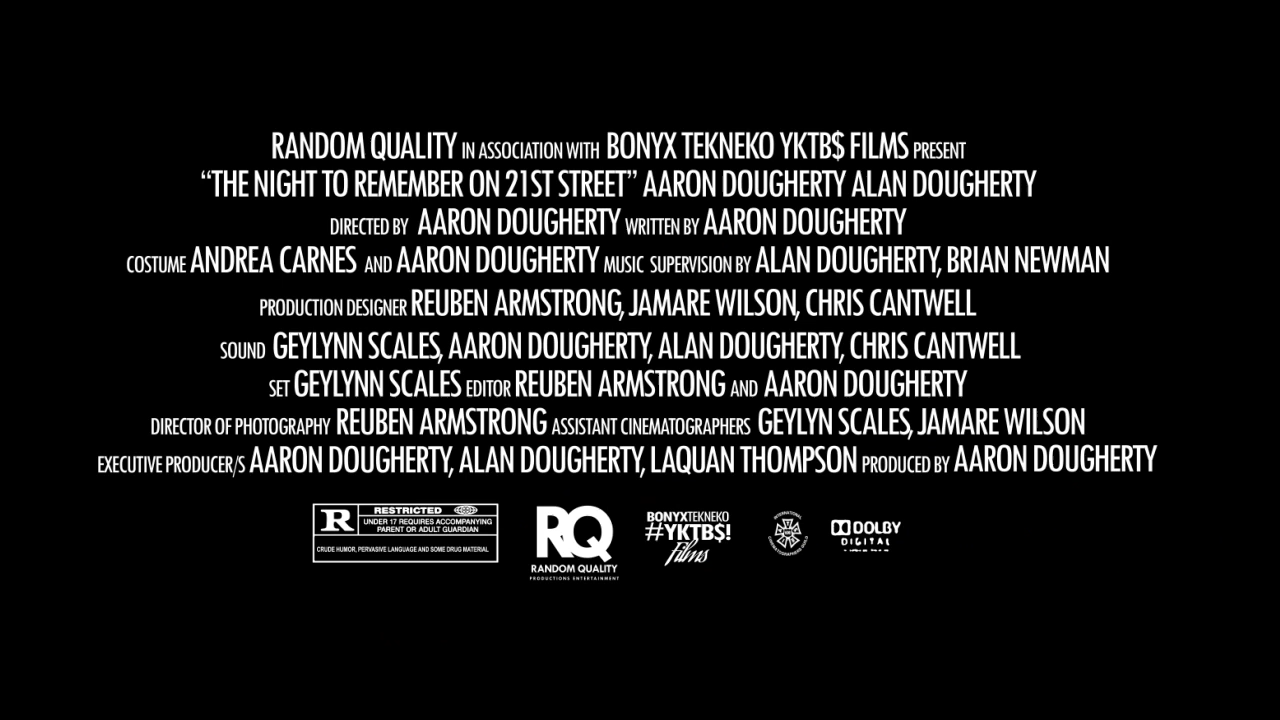 RANDOM QUALITY IN ASSOCIATION WITH BONYX TEKNEKO YKTB$ FILMS PRESENT
“THE NIGHT TO REMEMBER ON 21ST STREET” AARON DOUGHERTY ALAN DOUGHERTY
DIRECTED BY AARON DOUGHERTY WRITTEN BY AARON DOUGHERTY
COSTUME ANDREA CARNES AND AARON DOUGHERTY MUSIC SUPERVISION BY ALAN DOUGHERTY, BRIAN NEWMAN
PRODUCTION DESIGNER REUBEN ARMSTRONG, JAMARE WILSON, CHRIS CANTWELL
SOUND GEYLYNN SCALES, AARON DOUGHERTY, ALAN DOUGHERTY, CHRIS CANTWELL
SET GEYLYNN SCALES EDITOR REUBEN ARMSTRONG AND AARON DOUGHERTY
DIRECTOR OF PHOTOGRAPHY REUBEN ARMSTRONG ASSISTANT CINEMATOGRAPHERS GEYLYN SCALES, JAMARE WILSON
EXECUTIVE PRODUCER/S AARON DOUGHERTY, ALAN DOUGHERTY, LAQUAN THOMPSON PRODUCED BY AARON DOUGHERTY
R RESTRICTED
UNDER 17 REQUIRES ACCOMPANYING
PARENT OR ADULT GUARDIAN
CRUDE HUMOR, PERVASIVE LANGUAGE AND SOME DRUG MATERIAL
RQ
RANDOM QUALITY
PRODUCTIONS ENTERTAINMENT
BONYXTEKNEKO
#YKTB$!
Films
INTERNATIONAL
CINEMATOGRAPHERS GUILD
DOLBY
DIGITAL